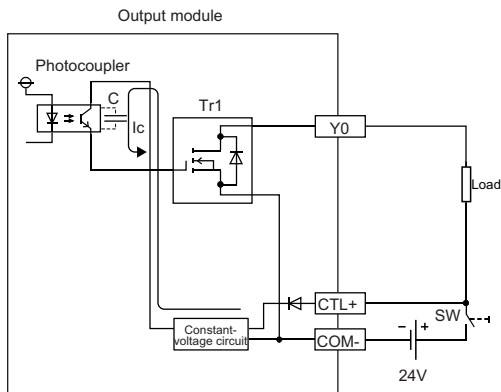 Output module
Photocoupler
C
Ic
Tr1
Y0
Load
CTL+
SW
Constant-
voltage circuit
COM-
− +
24V